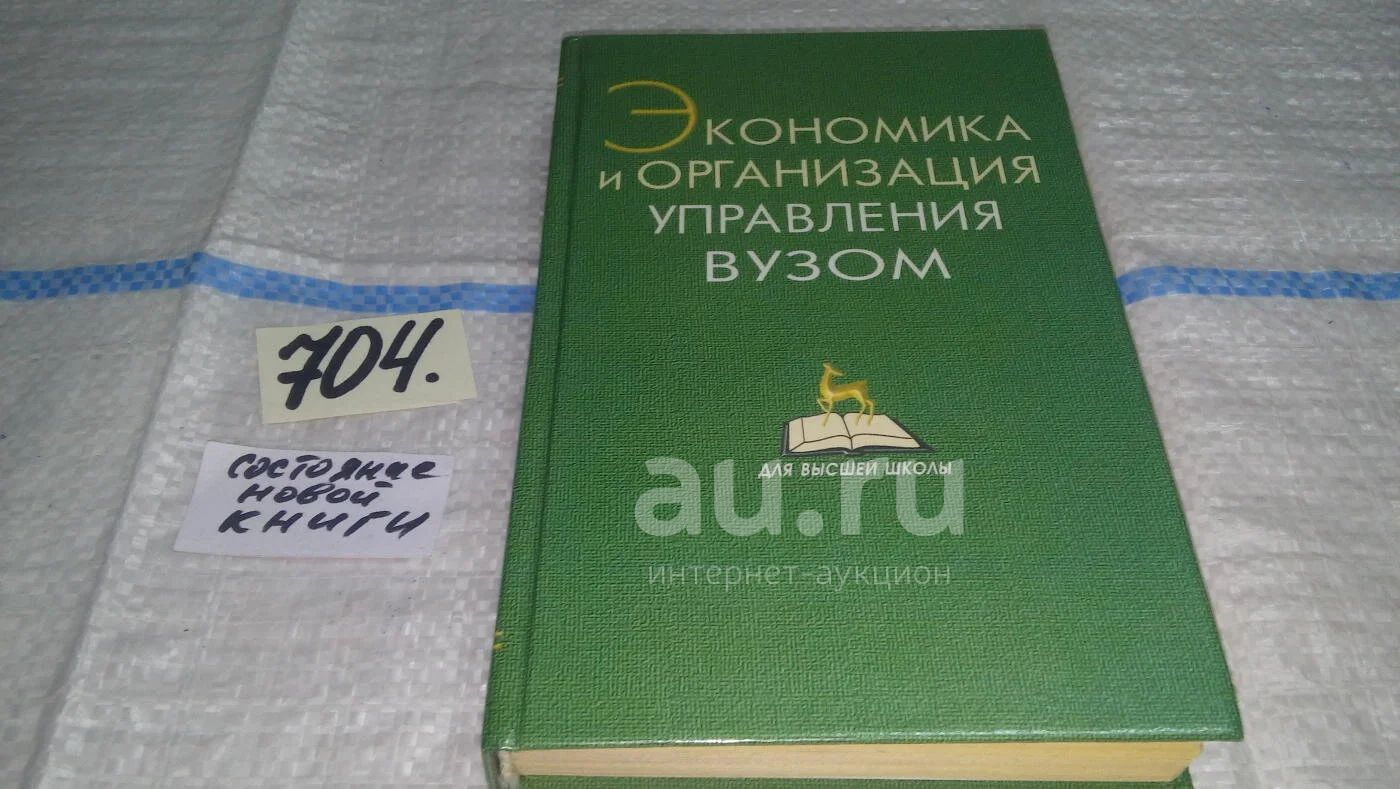 ЭКОНОМИКА
и ОРГАНИЗАЦИЯ
УПРАВЛЕНИЯ
ВУЗОМ
704.
состояние
новой
книги
ДЛЯ ВЫСШЕЙ ШКОЛЫ
au.ru
интернет-аукцион